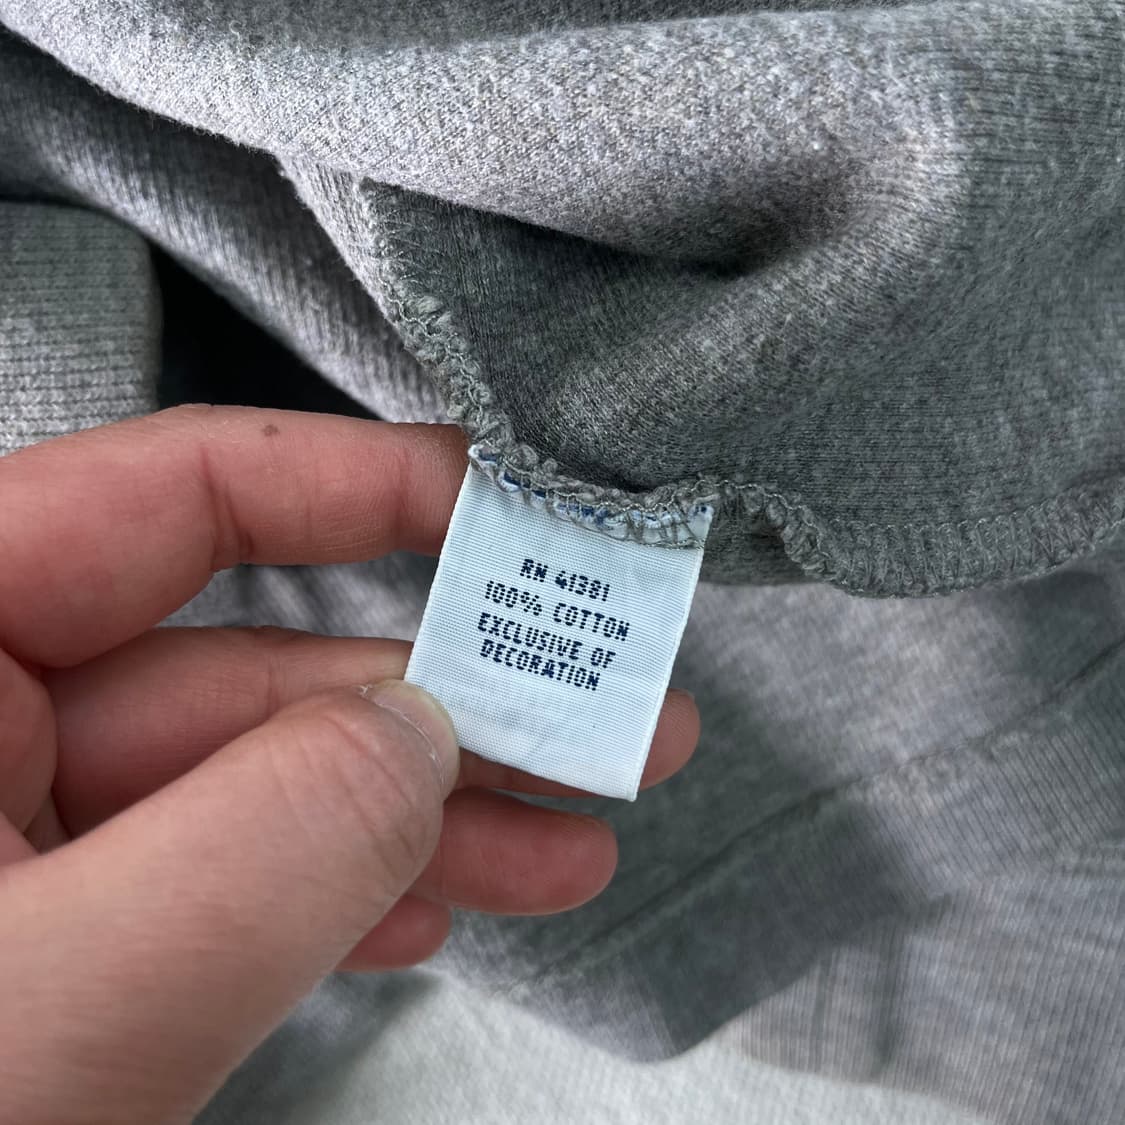 RN 41381
100% COTTON
EXCLUSIVE OF
DECORATION